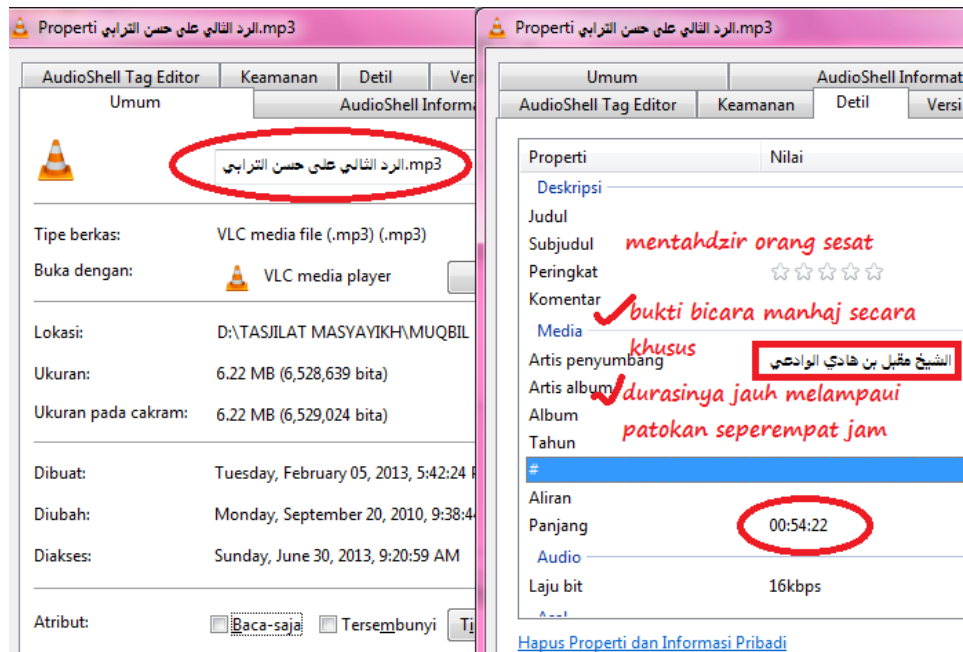 Properti الرد الثالي على حسن الترابي.mp3
AudioShell Tag Editor Keamanan Detil Ver
Umum AudioShell Informa
الرد الثالي على حسن الترابي.mp3
Tipe berkas: VLC media file (.mp3) (.mp3)
Buka dengan: VLC media player
Lokasi: D:\TASJILAT MASYAYIKH\MUQBIL
Ukuran: 6.22 MB (6,528,639 bita)
Ukuran pada cakram: 6.22 MB (6,529,024 bita)
Dibuat: Tuesday, February 05, 2013, 5:42:24
Diubah: Monday, September 20, 2010, 9:38:4
Diakses: Sunday, June 30, 2013, 9:20:59 AM
Atribut: Baca-saja Tersembunyi
Properti الرد الثالي على حسن الترابي.mp3
Umum AudioShell Informat
AudioShell Tag Editor Keamanan Detil Versi
Properti Nilai
Deskripsi
Judul
Subjudul
mentahdzir orang sesat
Peringkat
Komentar
bukti bicara manhaj secara
khusus
Media
Artis penyumbang الشيخ مقبل بن هادي الوادعي
Artis album
durasinya jauh melampaui
patokan seperempat jam
Album
Tahun
#
Aliran
Panjang 00:54:22
Audio
Laju bit 16kbps
Hapus Properti dan Informasi Pribadi